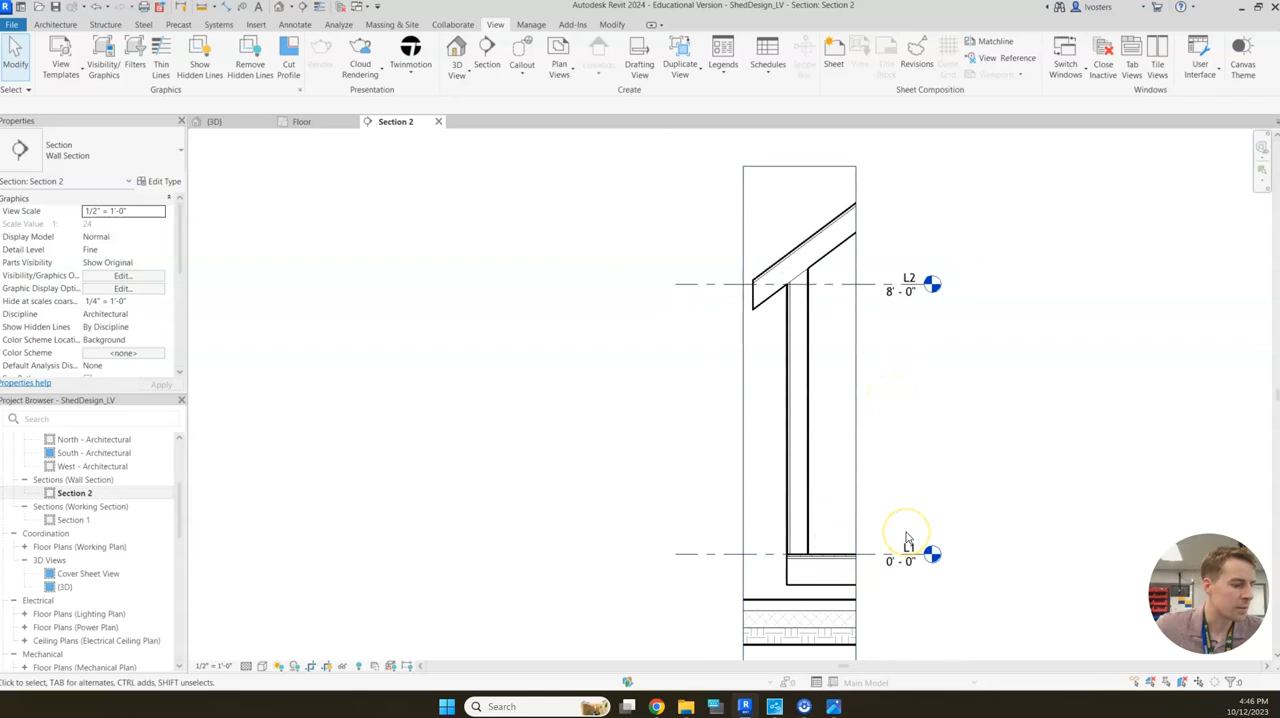 Autodesk Revit 2024 - Educational Version - ShedDesign_LV - Section: Section 2
lvosters
File Architecture Structure Steel Precast Systems Insert Annotate Analyze Massing & Site Collaborate View Manage Add-Ins Modify
Modify
View Templates
Visibility/ Graphics
Filters
Thin Lines
Show Hidden Lines
Remove Hidden Lines
Cut Profile
Render
Cloud Rendering
Twinmotion
3D View
Section
Callout
Plan Views
Elevations
Drafting View
Duplicate View
Legends
Schedules
Scope Box
Sheet
View
Title Block
Revisions
Guide Grid
Matchline
View Reference
Viewports
Switch Windows
Close Inactive
Tab Views
Tile Views
User Interface
Canvas Theme
Select Graphics Presentation Create Sheet Composition Windows
Properties
{3D} Floor Section 2
Section
Wall Section
Section: Section 2 Edit Type
Graphics
View Scale 1/2" = 1'-0"
Scale Value 1: 24
Display Model Normal
Detail Level Fine
Parts Visibility Show Original
Visibility/Graphics O... Edit...
Graphic Display Opti... Edit...
Hide at scales coars... 1/4" = 1'-0"
Discipline Architectural
Show Hidden Lines By Discipline
Color Scheme Locati... Background
Color Scheme <none>
Default Analysis Dis... None
Properties help Apply
Project Browser - ShedDesign_LV
Search
North - Architectural
South - Architectural
West - Architectural
Sections (Wall Section)
Section 2
Sections (Working Section)
Section 1
Coordination
Floor Plans (Working Plan)
3D Views
Cover Sheet View
{3D}
Electrical
Floor Plans (Lighting Plan)
Floor Plans (Power Plan)
Ceiling Plans (Electrical Ceiling Plan)
Mechanical
Floor Plans (Mechanical Plan)
L2
8' - 0"
L1
0' - 0"
1/2" = 1'-0"
Click to select, TAB for alternates, CTRL adds, SHIFT unselects.
:0
Main Model
:0
Search
4:46 PM
10/12/2023